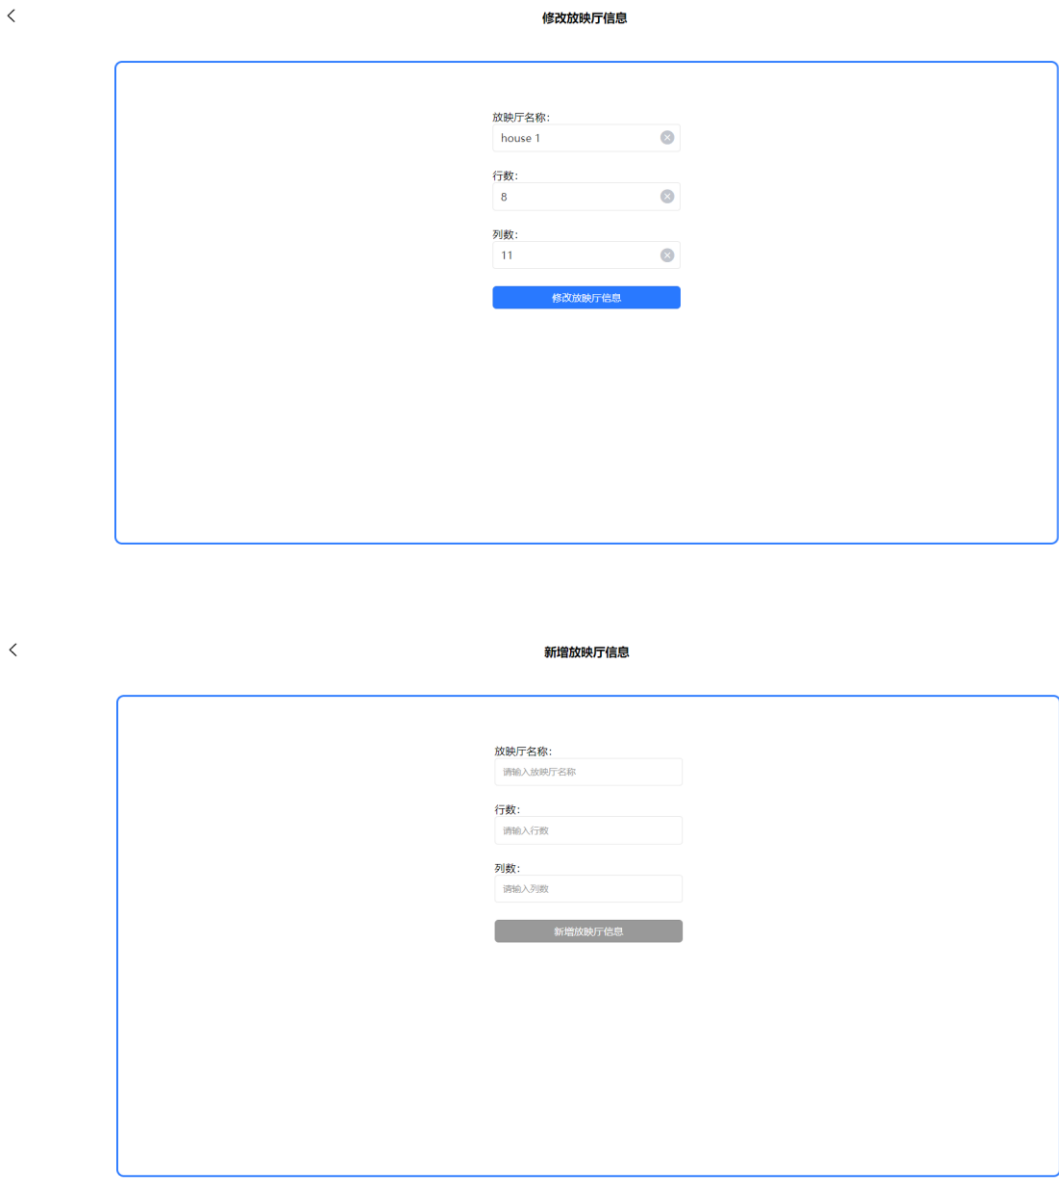 修改放映厅信息
放映厅名称：
house 1
行数：
8
列数：
11
修改放映厅信息
新增放映厅信息
放映厅名称：
请输入放映厅名称
行数：
请输入行数
列数：
请输入列数
新增放映厅信息